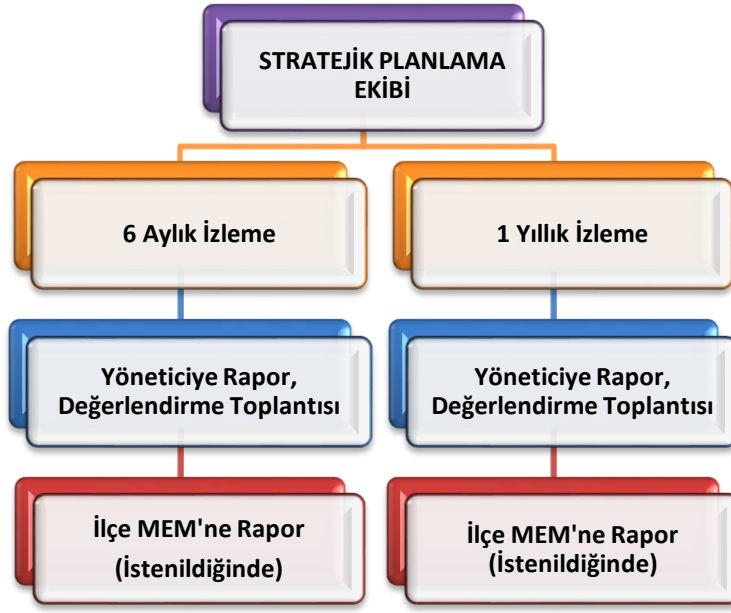 STRATEJİK PLANLAMA
EKİBİ
6 Aylık İzleme
1 Yıllık İzleme
Yöneticiye Rapor,
Değerlendirme Toplantısı
Yöneticiye Rapor,
Değerlendirme Toplantısı
İlçe MEM'ne Rapor
(İstenildiğinde)
İlçe MEM'ne Rapor
(İstenildiğinde)